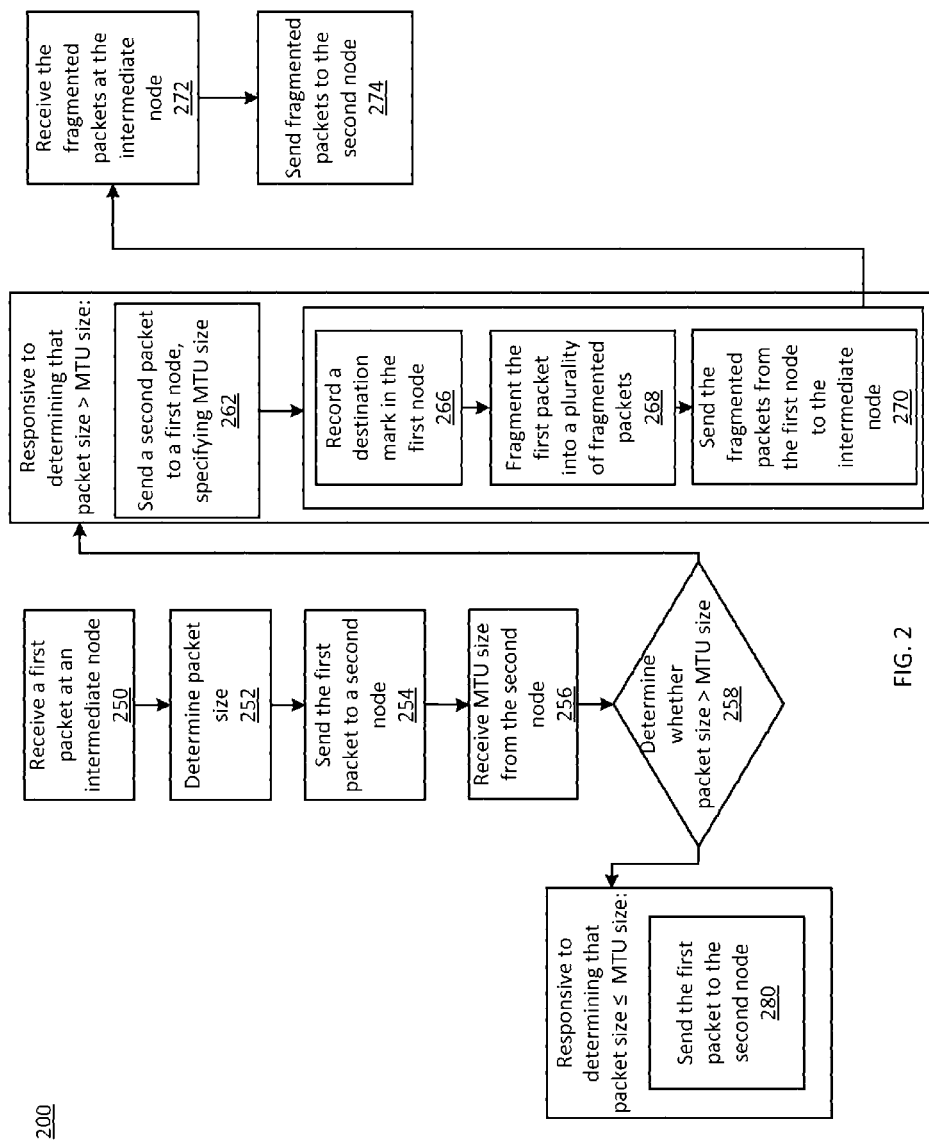 200
Receive a first
packet at an
intermediate node
250
Determine packet
size 252
Send the first
packet to a second
node 254
Receive MTU size
from the second
node 256
Determine
whether
packet size > MTU size
258
Responsive to
determining that
packet size ≤ MTU size:
Send the first
packet to the
second node
280
Responsive to
determining that
packet size > MTU size:
Send a second packet
to a first node,
specifying MTU size
262
Record a
destination
mark in the
first node
266
Fragment the
first packet
into a plurality
of fragmented
packets 268
Send the
fragmented
packets from
the first node
to the
intermediate
node 270
Receive the
fragmented
packets at the
intermediate
node 272
Send fragmented
packets to the
second node
274
FIG. 2